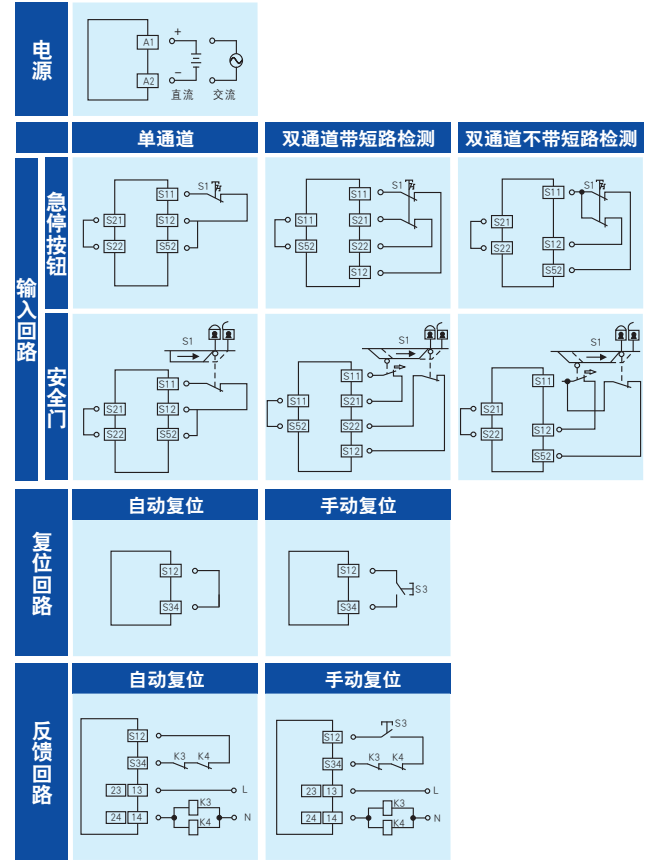 电源
A1
+
A2
−
直流 交流
单通道 双通道带短路检测 双通道不带短路检测
输入回路
急停按钮
S1
S11
S21 S12
S22 S52
S1
S11
S11 S21
S52 S22
S12
S1
S11
S21
S22 S12
S52
安全门
S1
S11
S21 S12
S22 S52
S1
S11
S11 S21
S52 S22
S12
S1
S11
S21
S22 S12
S52
自动复位 手动复位
复位回路
S12
S34
S12
S3
S34
自动复位 手动复位
反馈回路
S12
K3 K4
S34
23 13 L
K3
24 14 N
K4
S3
S12
K3 K4
S34
23 13 L
K3
24 14 N
K4